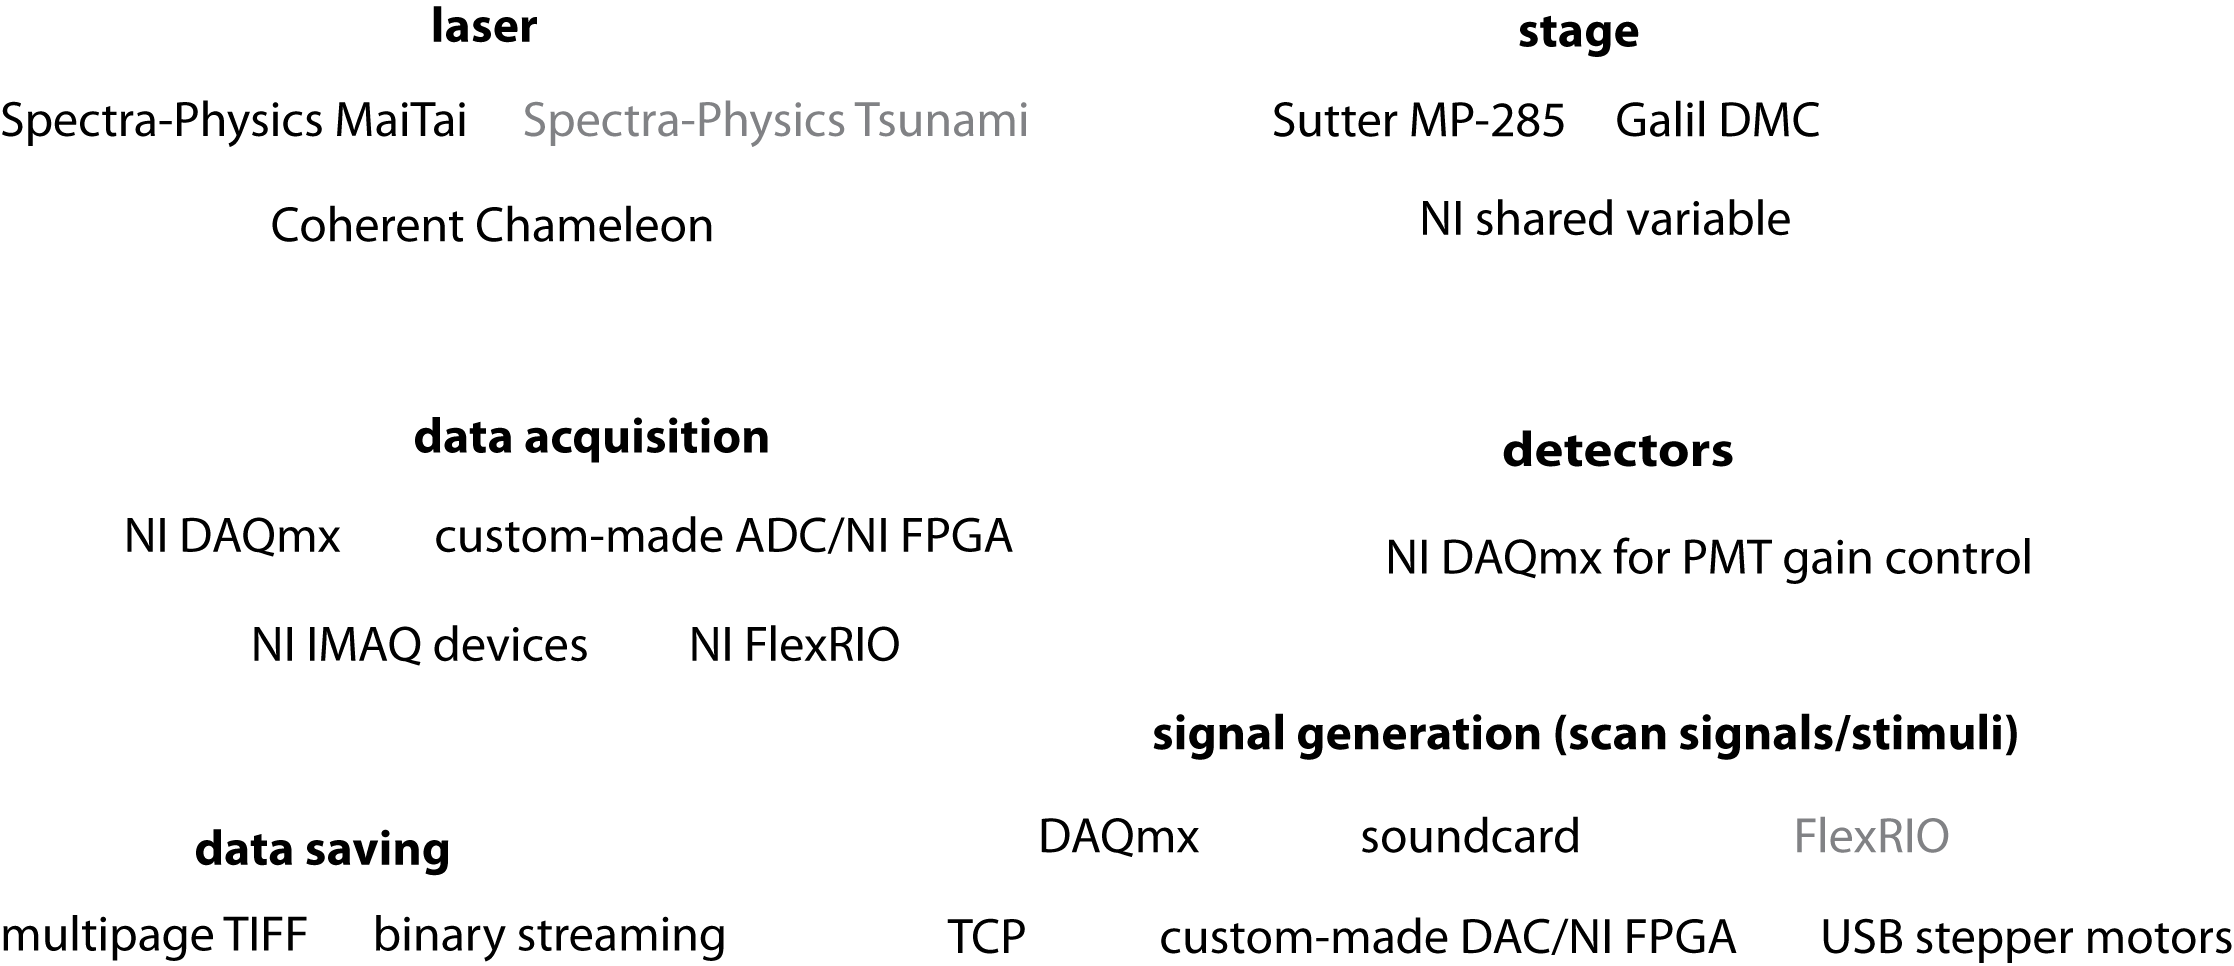 laser
Spectra-Physics MaiTai Spectra-Physics Tsunami
Coherent Chameleon
stage
Sutter MP-285 Galil DMC
NI shared variable
data acquisition
NI DAQmx custom-made ADC/NI FPGA
NI IMAQ devices NI FlexRIO
detectors
NI DAQmx for PMT gain control
signal generation (scan signals/stimuli)
DAQmx soundcard FlexRIO
TCP custom-made DAC/NI FPGA USB stepper motors
data saving
multipage TIFF binary streaming